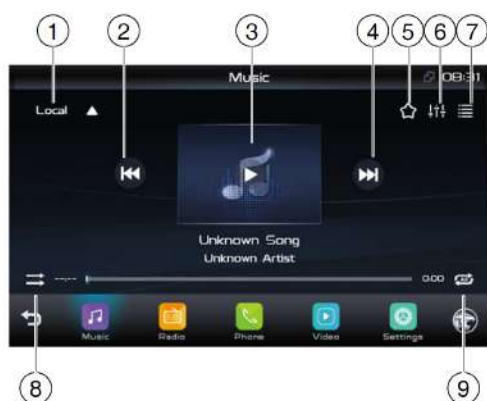 1 2 3 4 5 6 7
Music 08:31
Local
Unknown Song
Unknown Artist
--:-- 0:00
Music Radio Phone Video Settings
8 9